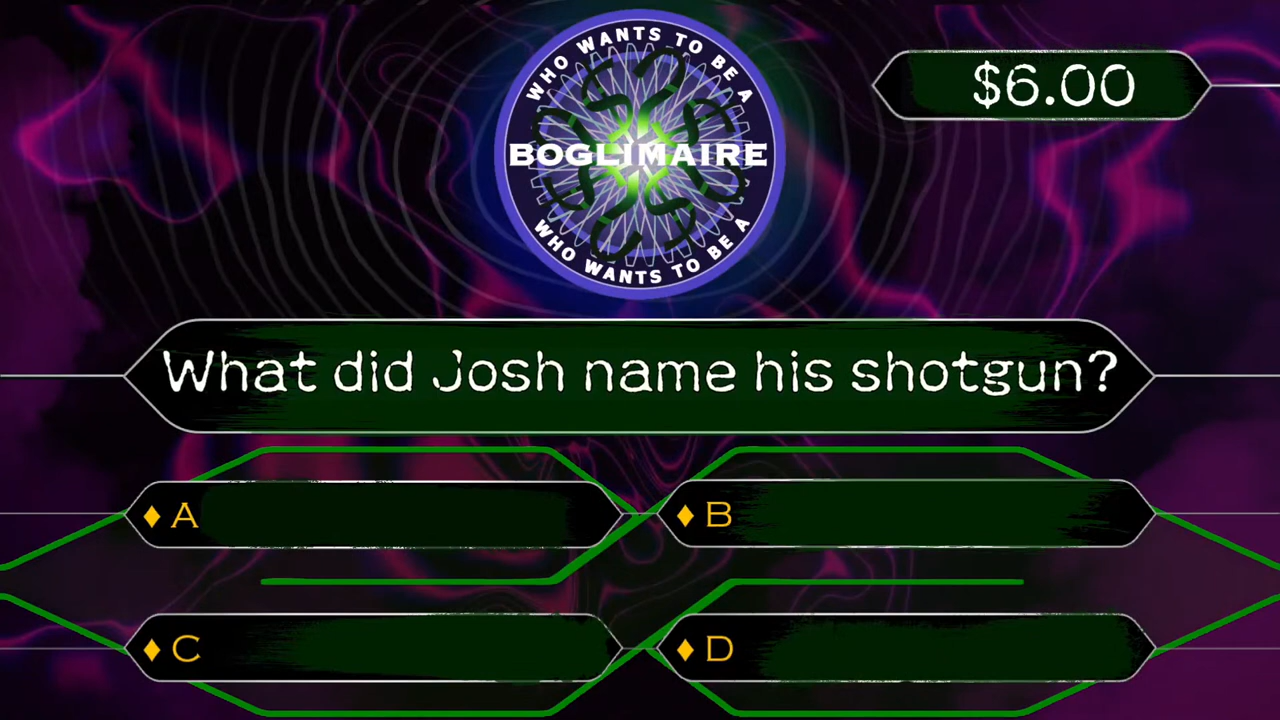 WHO WANTS TO BE A
BOGLIMAIRE
WHO WANTS TO BE A
$6.00
What did Josh name his shotgun?
A
B
C
D